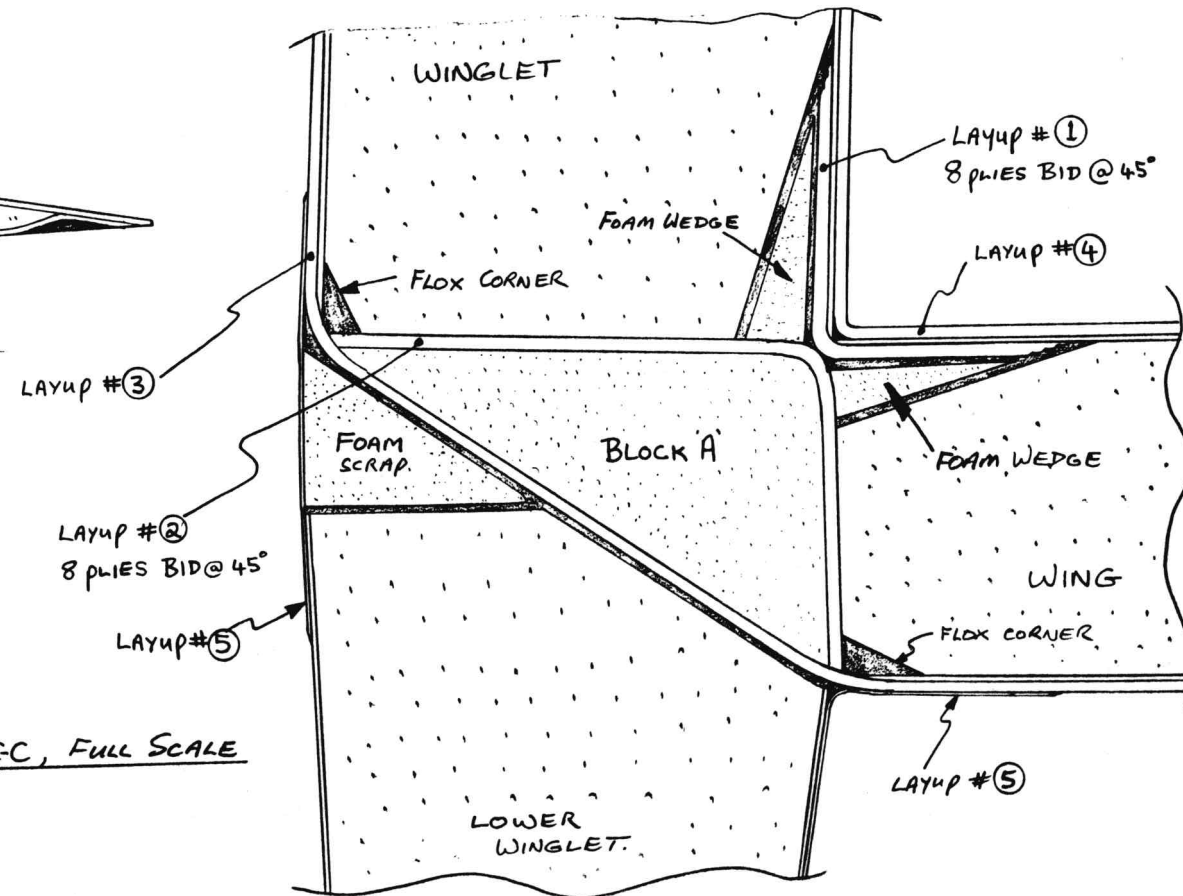 WINGLET
LAYUP # ①
8 PLIES BID @ 45°
FOAM WEDGE
LAYUP # ④
FLOX CORNER
LAYUP # ③
FOAM
SCRAP.
BLOCK A
FOAM WEDGE
LAYUP # ②
8 PLIES BID @ 45°
WING
LAYUP # ⑤
FLOX CORNER
-C, FULL SCALE
LAYUP # ⑤
LOWER
WINGLET.